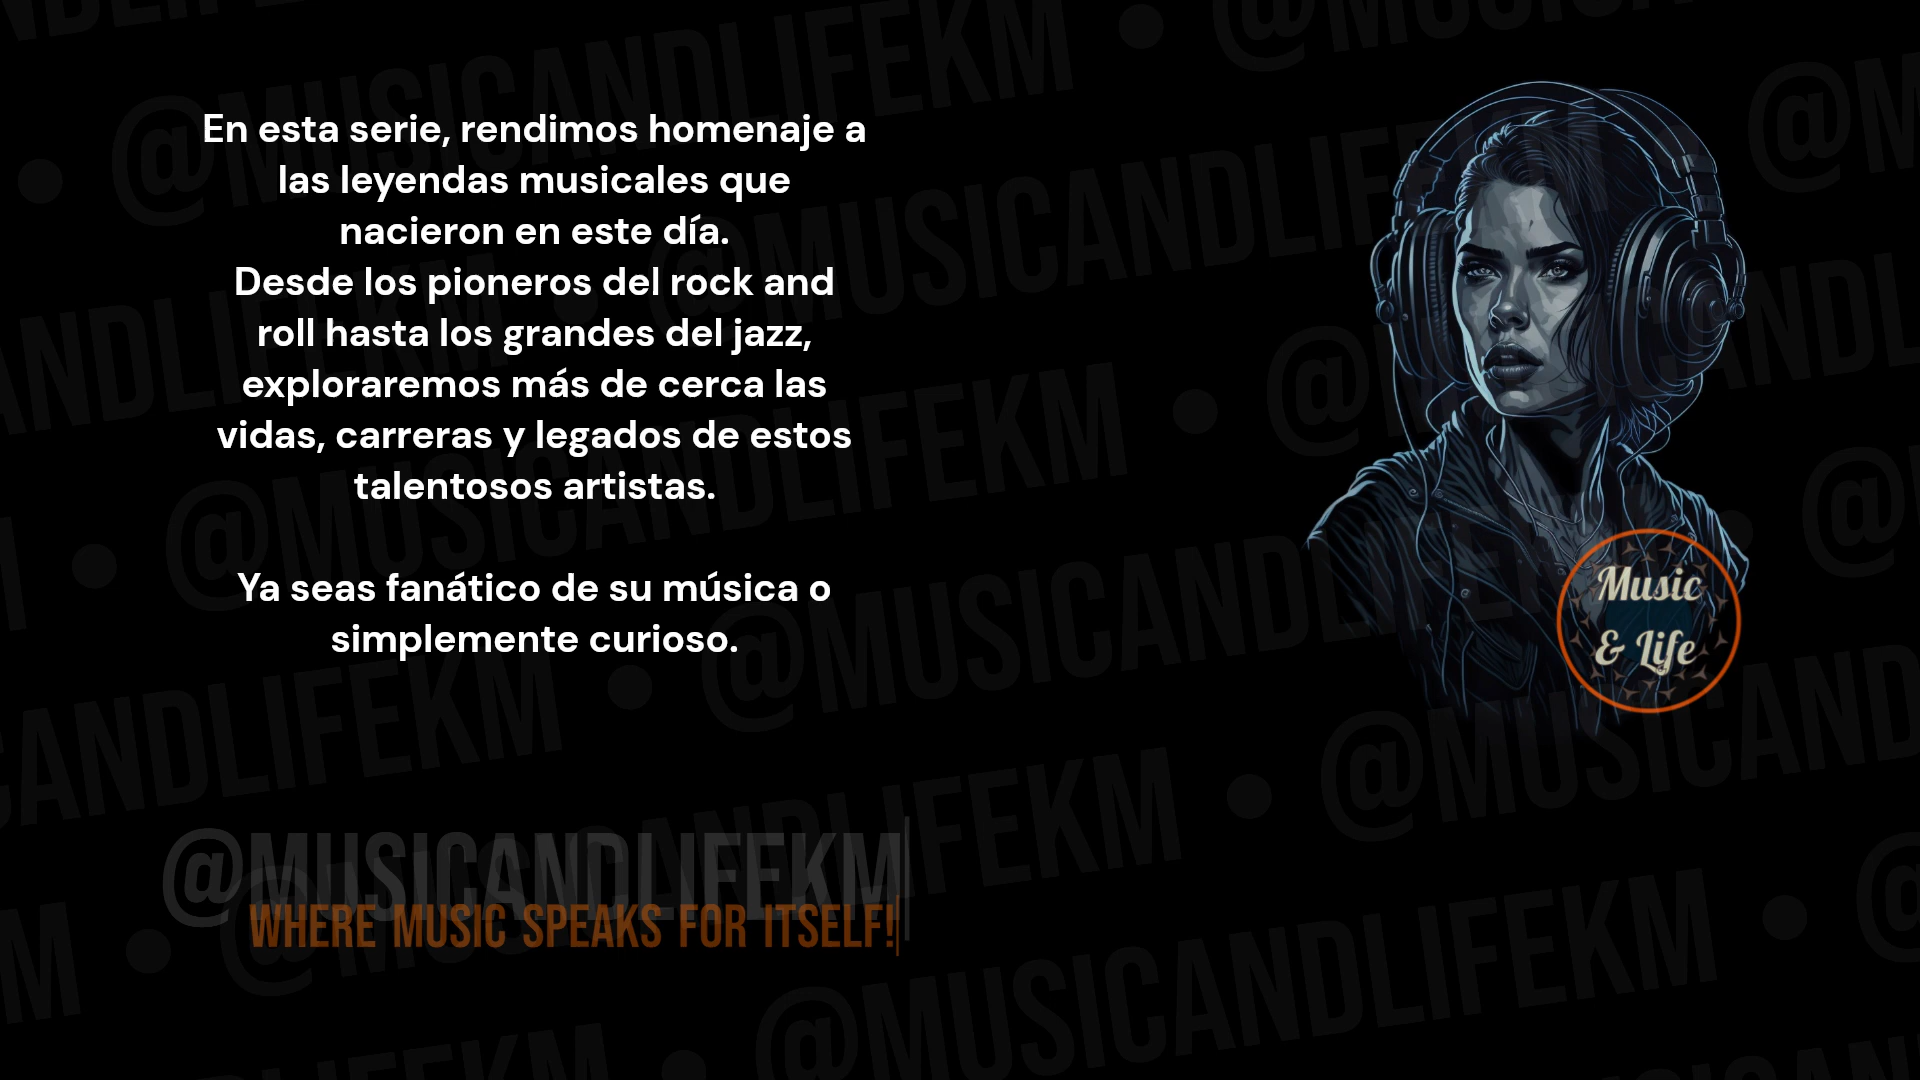 En esta serie, rendimos homenaje a
las leyendas musicales que
nacieron en este día.
Desde los pioneros del rock and
roll hasta los grandes del jazz,
exploraremos más de cerca las
vidas, carreras y legados de estos
talentosos artistas.
Ya seas fanático de su música o
simplemente curioso.
Music
& Life
@MUSICANDLIFEKM
WHERE MUSIC SPEAKS FOR ITSELF!